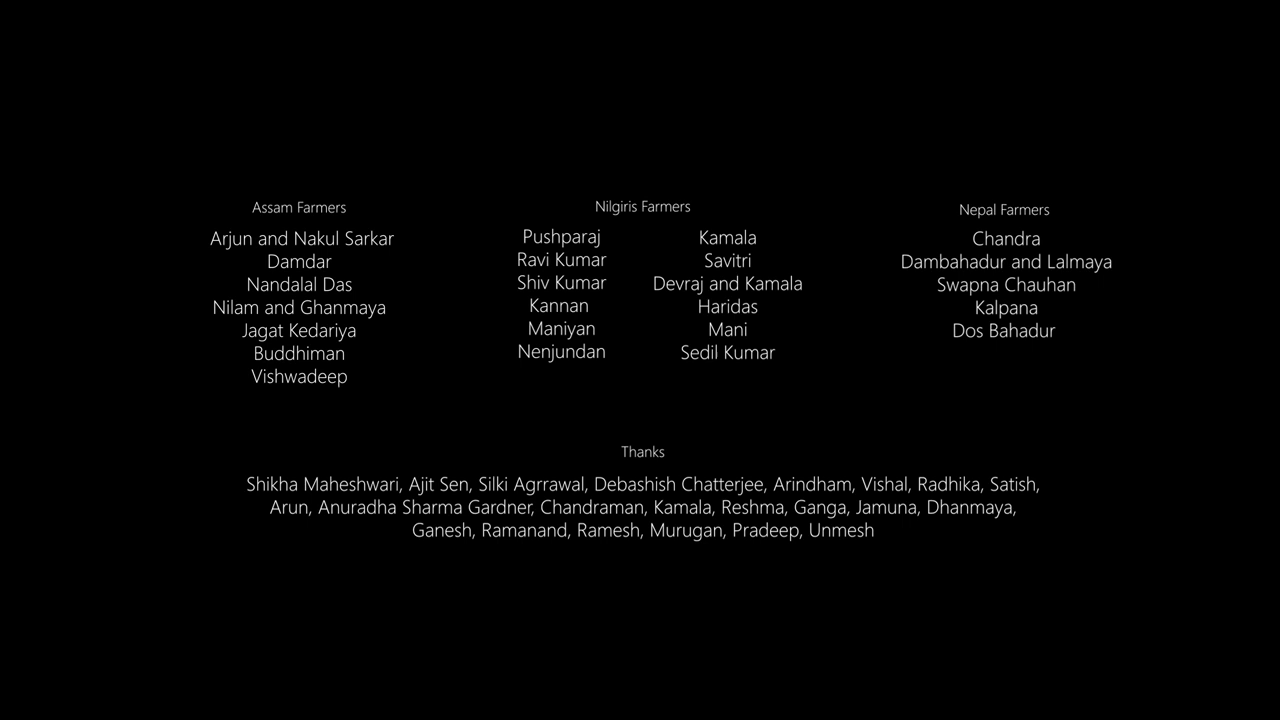 Assam Farmers
Arjun and Nakul Sarkar
Damdar
Nandalal Das
Nilam and Ghanmaya
Jagat Kedariya
Buddhiman
Vishwadeep
Nilgiris Farmers
Pushparaj
Ravi Kumar
Shiv Kumar
Kannan
Maniyan
Nenjundan
Kamala
Savitri
Devraj and Kamala
Haridas
Mani
Sedil Kumar
Nepal Farmers
Chandra
Dambahadur and Lalmaya
Swapna Chauhan
Kalpana
Dos Bahadur
Thanks
Shikha Maheshwari, Ajit Sen, Silki Agrrawal, Debashish Chatterjee, Arindham, Vishal, Radhika, Satish,
Arun, Anuradha Sharma Gardner, Chandraman, Kamala, Reshma, Ganga, Jamuna, Dhanmaya,
Ganesh, Ramanand, Ramesh, Murugan, Pradeep, Unmesh